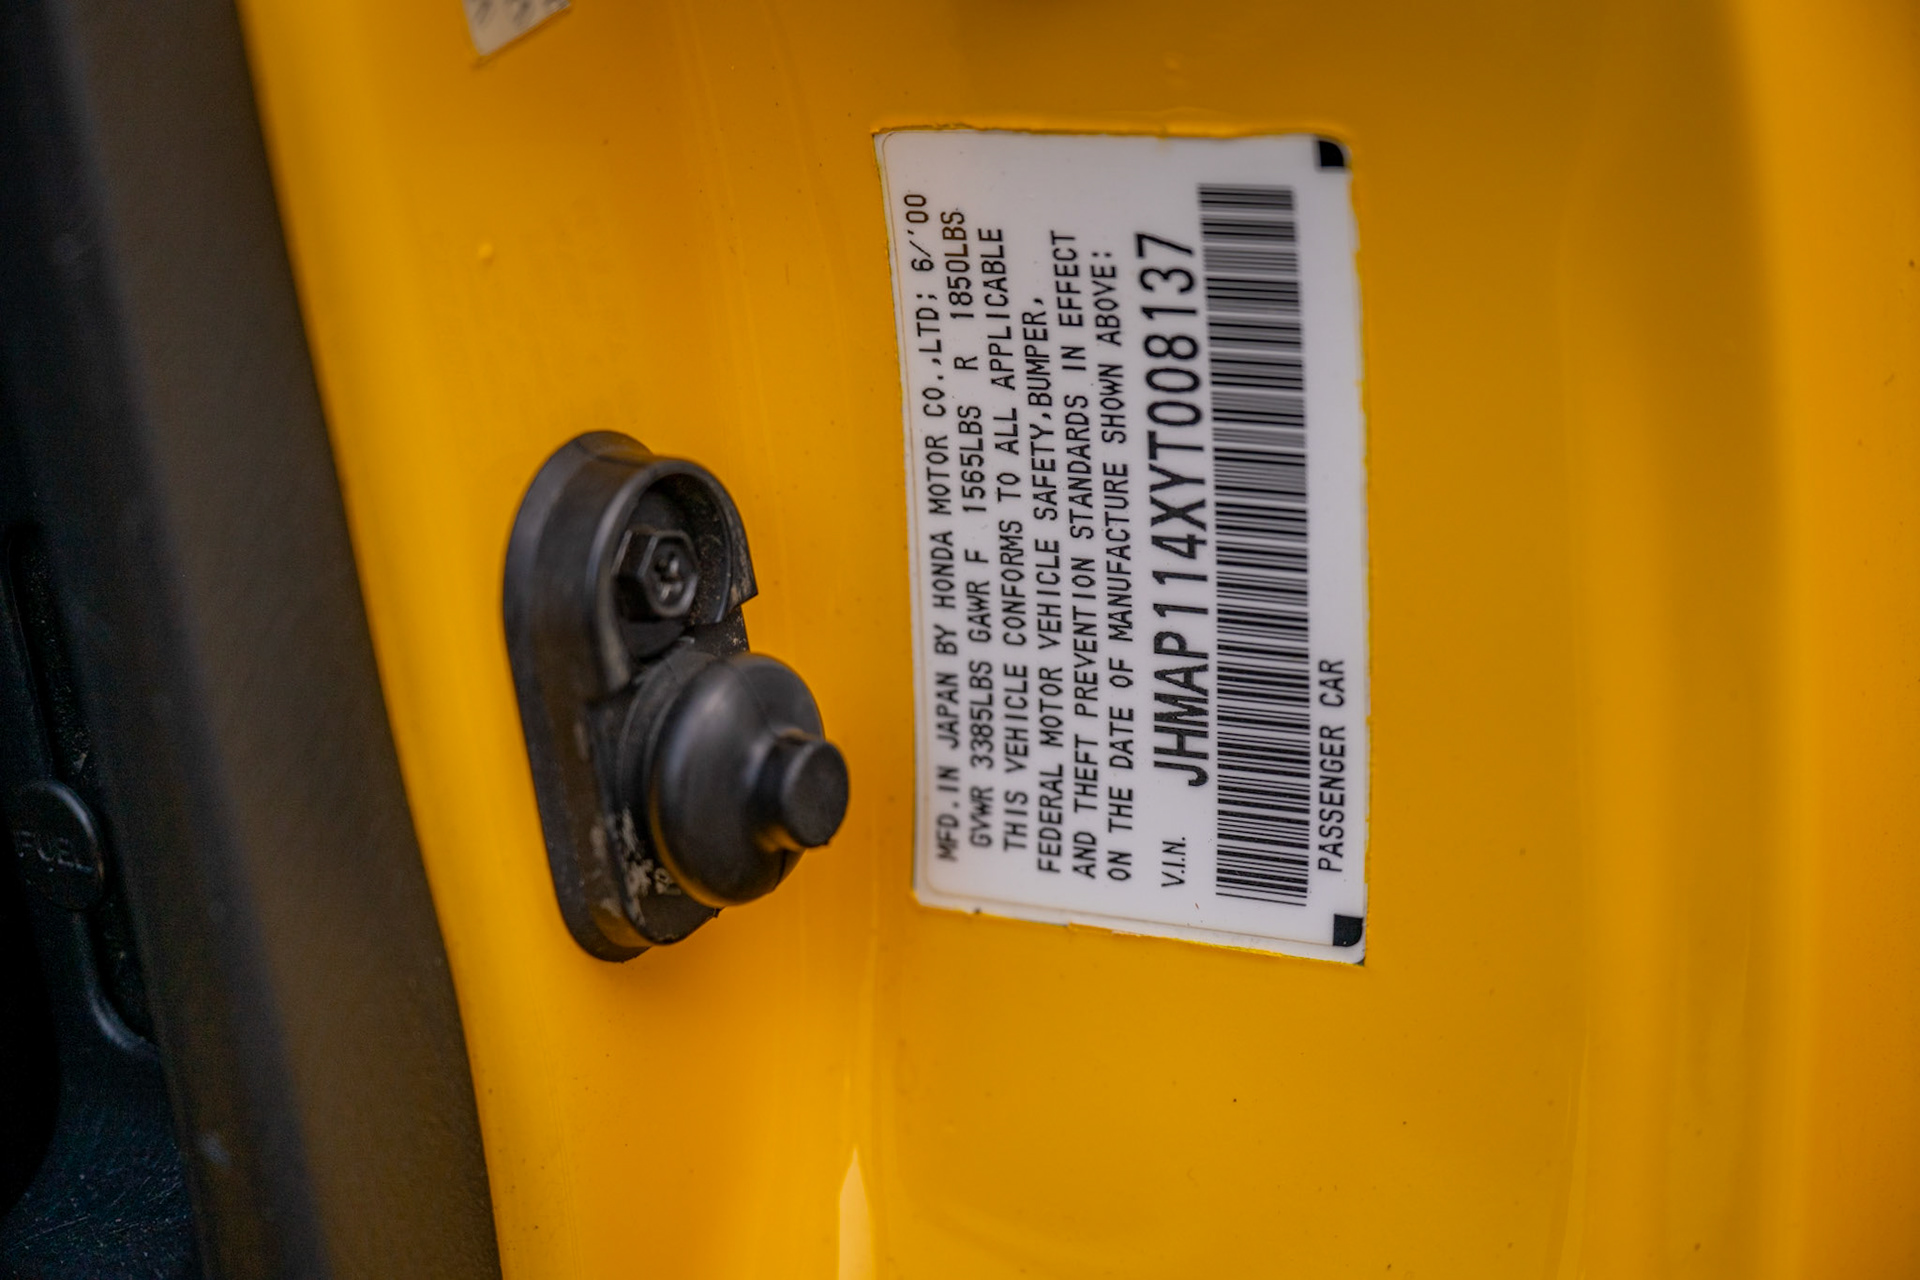 MFD.IN JAPAN BY HONDA MOTOR CO.,LTD; 6/'00
GVWR 3385LBS GAWR F 1565LBS R 1850LBS
THIS VEHICLE CONFORMS TO ALL APPLICABLE
FEDERAL MOTOR VEHICLE SAFETY,BUMPER,
AND THEFT PREVENTION STANDARDS IN EFFECT
ON THE DATE OF MANUFACTURE SHOWN ABOVE:
V.I.N. JHMAP114XYT008137
PASSENGER CAR
FUEL